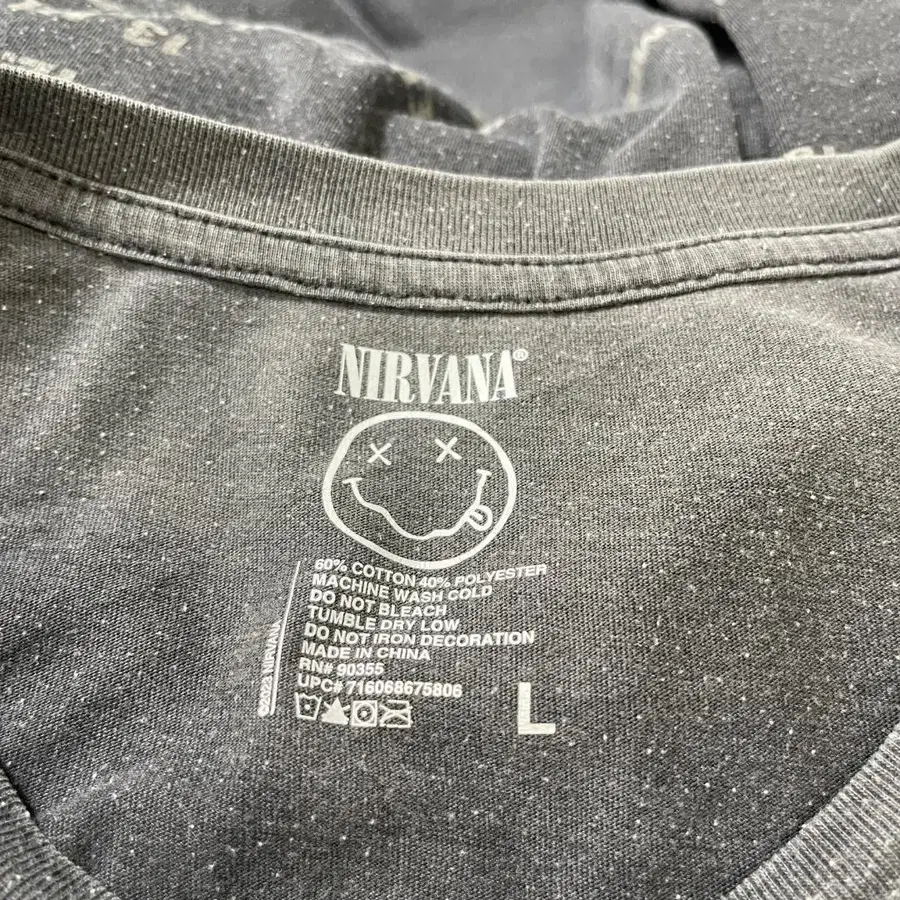 NIRVANA®
60% COTTON 40% POLYESTER
MACHINE WASH COLD
DO NOT BLEACH
TUMBLE DRY LOW
DO NOT IRON DECORATION
MADE IN CHINA
RN# 90355
UPC# 716068675806
©2023 NIRVANA
L